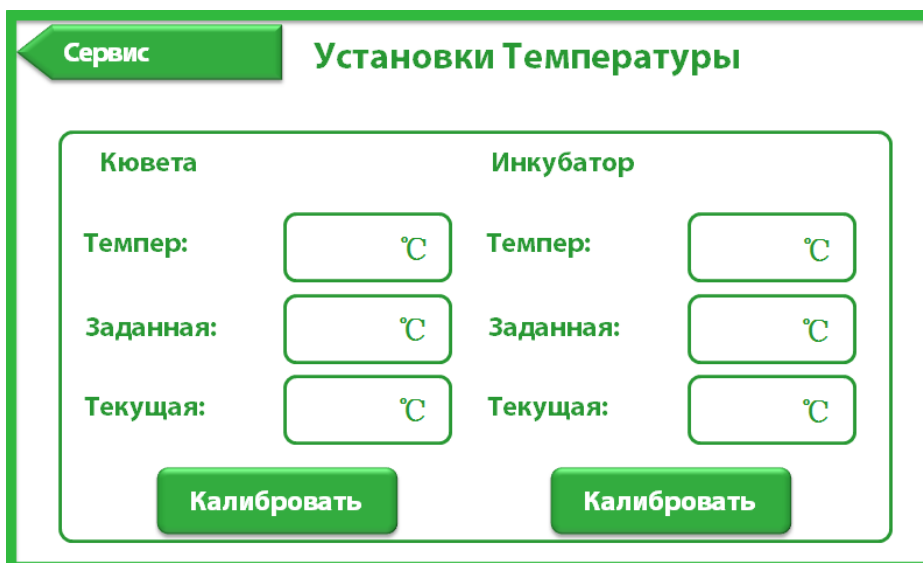 Сервис
Установки Температуры
Кювета
Инкубатор
Темпер: ℃
Темпер: ℃
Заданная: ℃
Заданная: ℃
Текущая: ℃
Текущая: ℃
Калибровать
Калибровать